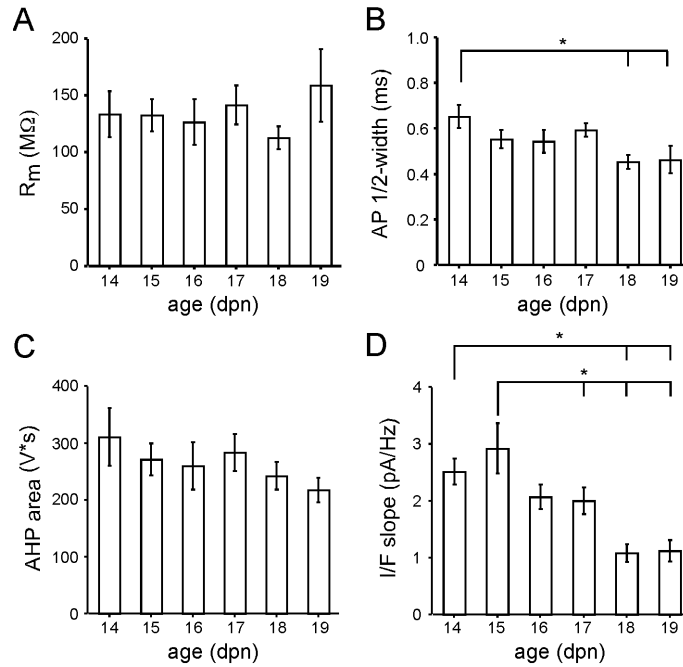 A
Rm (MΩ)
200
150
100
50
0
14 15 16 17 18 19
age (dpn)
B
AP 1/2-width (ms)
1.0
0.8
0.6
0.4
0.2
0
*
14 15 16 17 18 19
age (dpn)
C
AHP area (V*s)
400
300
200
100
0
14 15 16 17 18 19
age (dpn)
D
I/F slope (pA/Hz)
*
*
4
3
2
1
0
14 15 16 17 18 19
age (dpn)